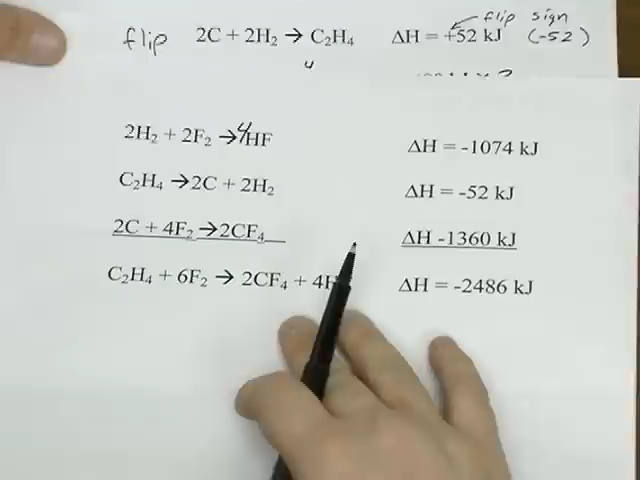 flip sign
flip 2C + 2H₂ → C₂H₄ ΔH = +52 kJ (-52)
2H₂ + 2F₂ → 4HF ΔH = -1074 kJ
C₂H₄ → 2C + 2H₂ ΔH = -52 kJ
2C + 4F₂ → 2CF₄ ΔH -1360 kJ
C₂H₄ + 6F₂ → 2CF₄ + 4H ΔH = -2486 kJ